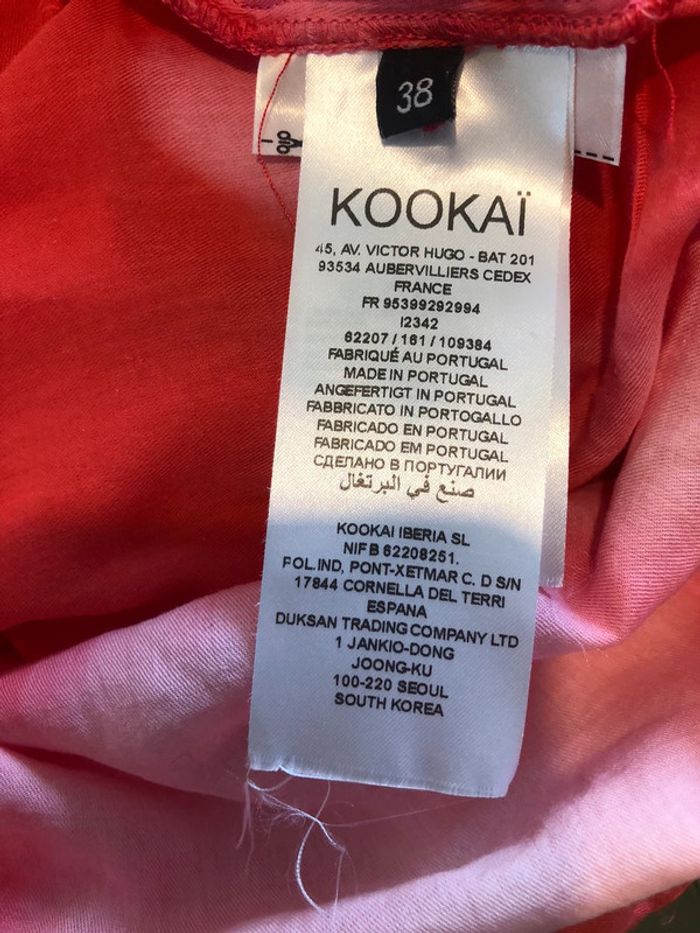 38
KOOKAÏ
45, AV. VICTOR HUGO - BAT 201
93534 AUBERVILLIERS CEDEX
FRANCE
FR 95399292994
I2342
62207 / 161 / 109384
FABRIQUÉ AU PORTUGAL
MADE IN PORTUGAL
ANGEFERTIGT IN PORTUGAL
FABBRICATO IN PORTOGALLO
FABRICADO EN PORTUGAL
FABRICADO EM PORTUGAL
СДЕЛАНО В ПОРТУГАЛИИ
صنع في البرتغال
KOOKAI IBERIA SL
NIF B 62208251.
POL.IND, PONT-XETMAR C. D S/N
17844 CORNELLA DEL TERRI
ESPANA
DUKSAN TRADING COMPANY LTD
1 JANKIO-DONG
JOONG-KU
100-220 SEOUL
SOUTH KOREA